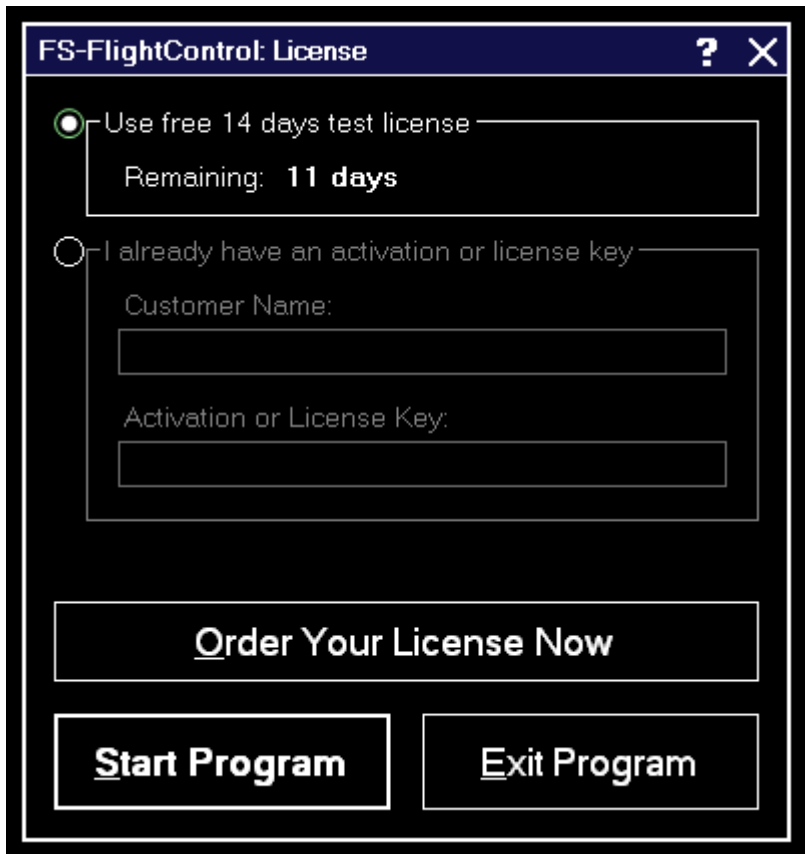 FS-FlightControl: License ? X
Use free 14 days test license
Remaining: 11 days
I already have an activation or license key
Customer Name:
Activation or License Key:
Order Your License Now
Start Program
Exit Program